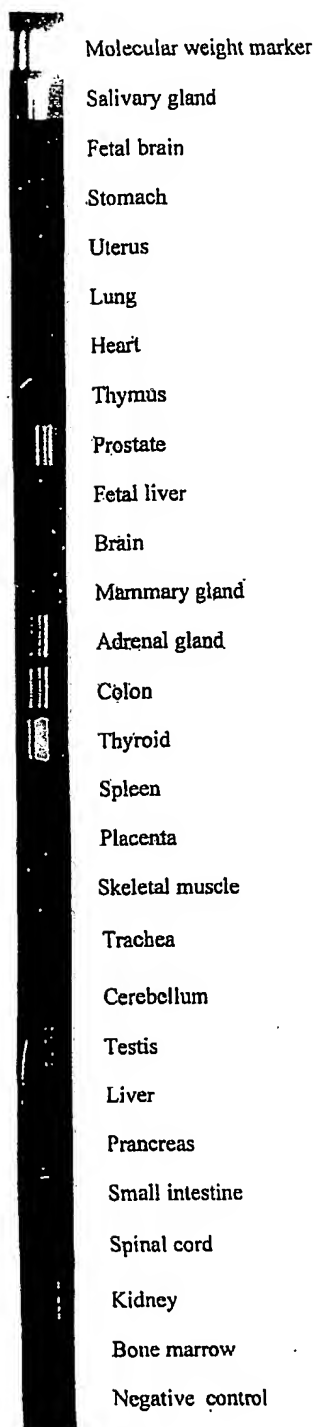 Molecular weight marker
Salivary gland
Fetal brain
Stomach
Uterus
Lung
Heart
Thymus
Prostate
Fetal liver
Brain
Mammary gland
Adrenal gland
Colon
Thyroid
Spleen
Placenta
Skeletal muscle
Trachea
Cerebellum
Testis
Liver
Prancreas
Small intestine
Spinal cord
Kidney
Bone marrow
Negative control